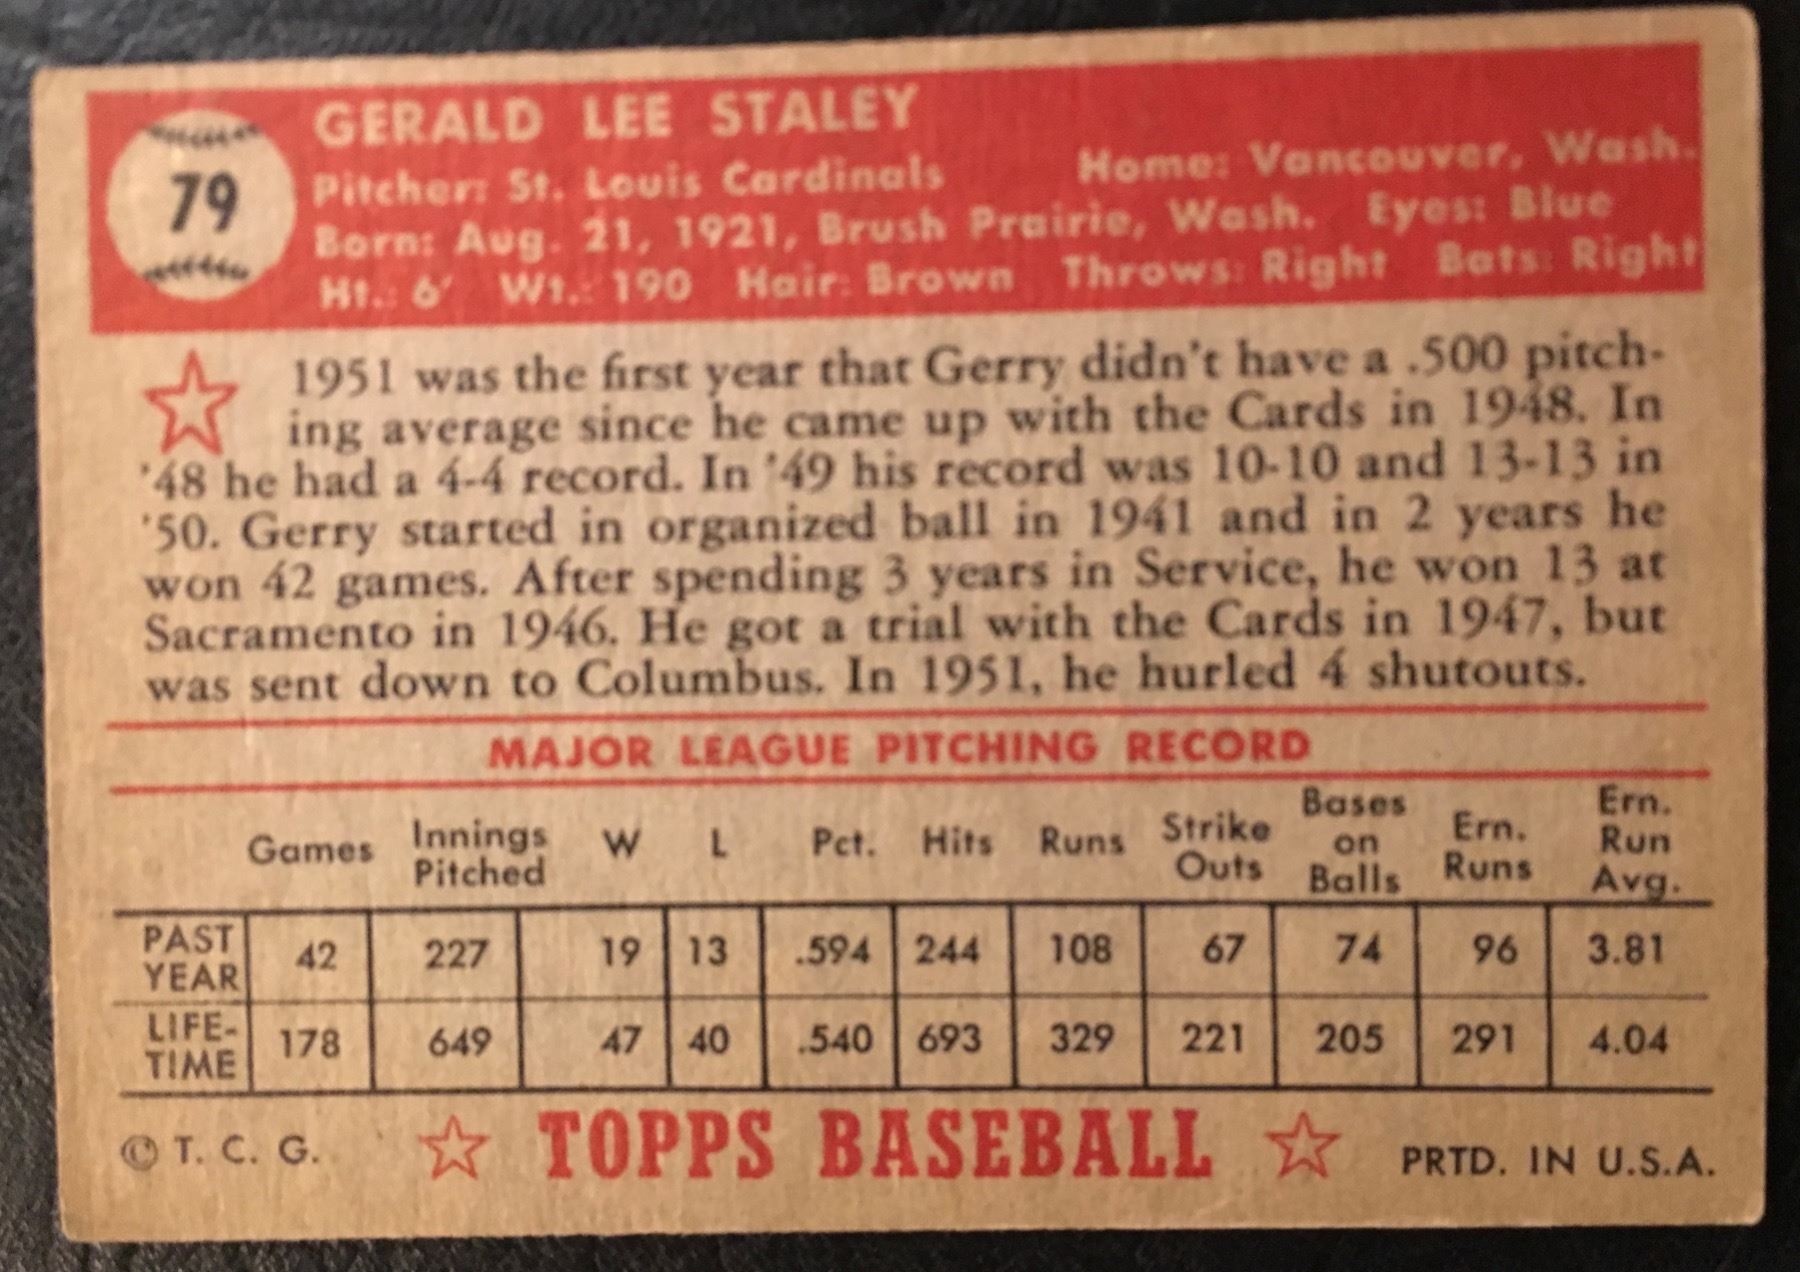 79
GERALD LEE STALEY
Pitcher: St. Louis Cardinals Home: Vancouver, Wash.
Born: Aug. 21, 1921, Brush Prairie, Wash. Eyes: Blue
Ht.: 6' Wt.: 190 Hair: Brown Throws: Right Bats: Right
1951 was the first year that Gerry didn't have a .500 pitch-
ing average since he came up with the Cards in 1948. In
'48 he had a 4-4 record. In '49 his record was 10-10 and 13-13 in
'50. Gerry started in organized ball in 1941 and in 2 years he
won 42 games. After spending 3 years in Service, he won 13 at
Sacramento in 1946. He got a trial with the Cards in 1947, but
was sent down to Columbus. In 1951, he hurled 4 shutouts.
MAJOR LEAGUE PITCHING RECORD
Games Innings Pitched W L Pct. Hits Runs Strike Outs Bases on Balls Ern. Runs Ern. Run Avg.
PAST YEAR 42 227 19 13 .594 244 108 67 74 96 3.81
LIFE-TIME 178 649 47 40 .540 693 329 221 205 291 4.04
© T. C. G. TOPPS BASEBALL PRTD. IN U.S.A.